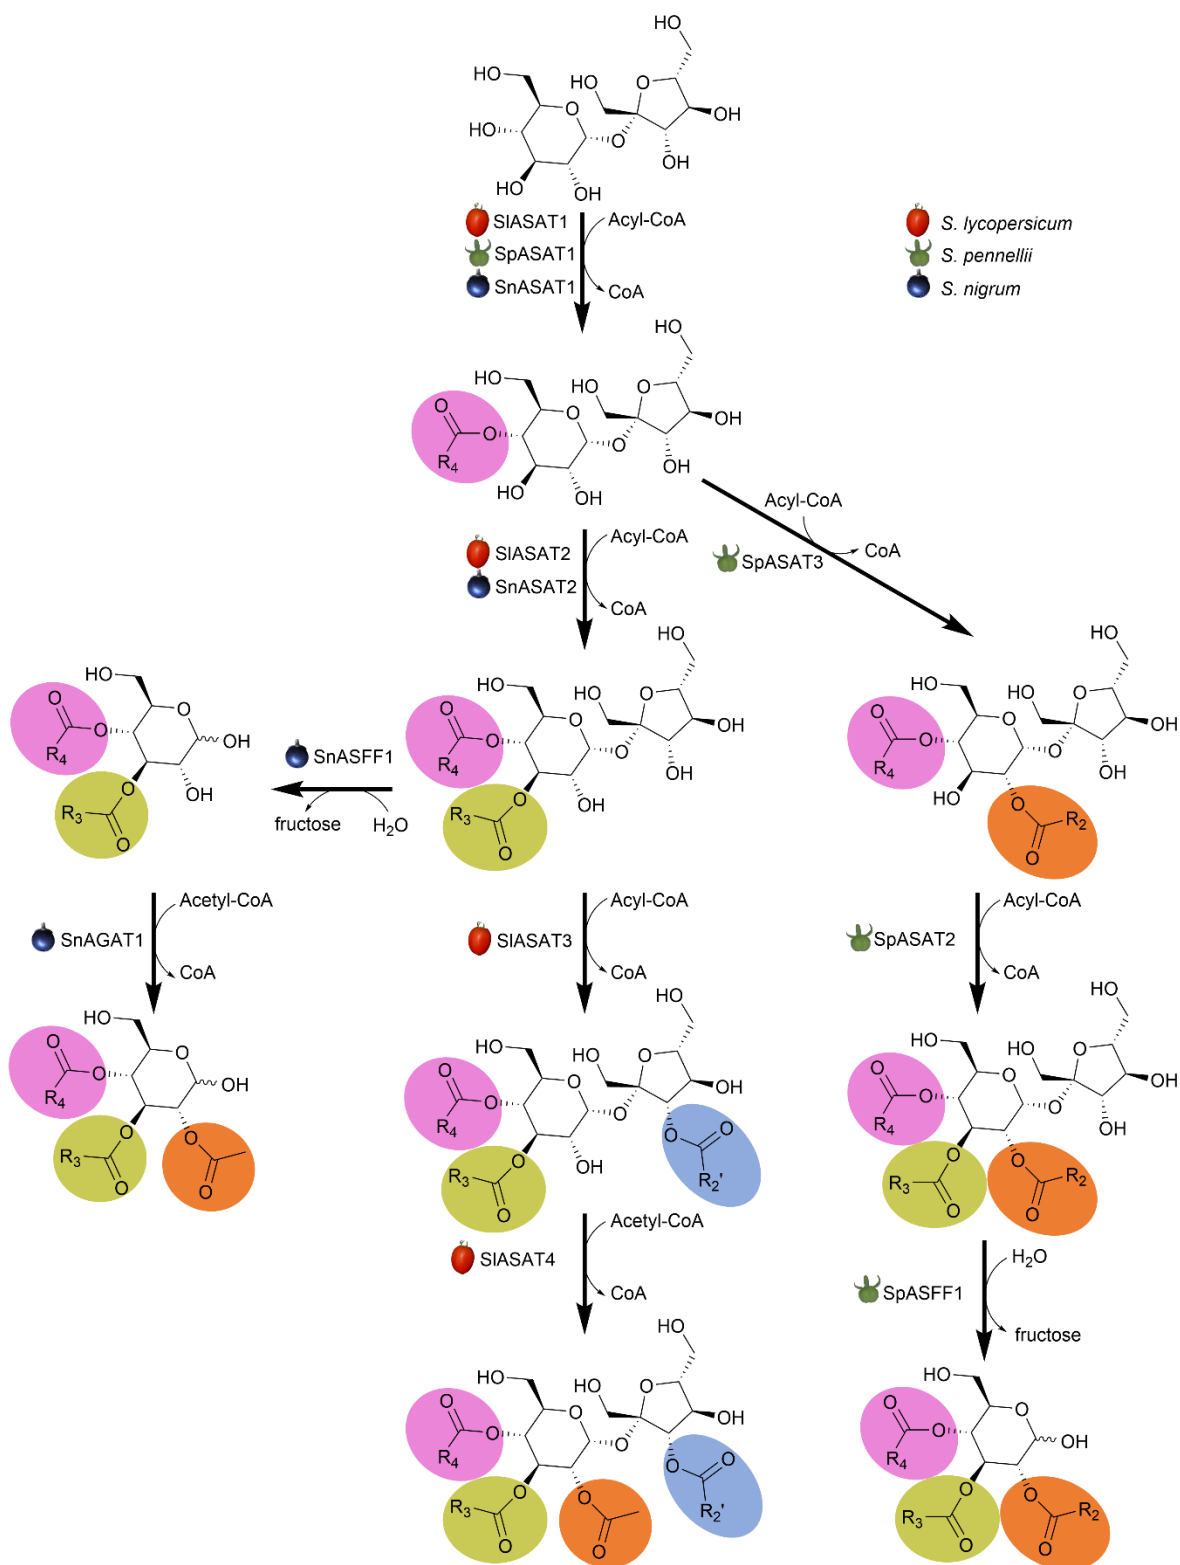 HO
HO
HO
O
O
HO
OH
O
HO
OH
HO
OH
SlASAT1
SpASAT1
SnASAT1
Acyl-CoA
CoA
S. lycopersicum
S. pennellii
S. nigrum
HO
HO
HO
O
OH
O
O
R4
O
O
HO
OH
OH
SlASAT2
SnASAT2
Acyl-CoA
CoA
Acyl-CoA
CoA
SpASAT3
HO
O
O
OH
O
R4
O
OH
R3
O
SnASFF1
fructose
H2O
HO
HO
HO
O
OH
O
O
R4
O
O
O
OH
OH
R3
O
HO
HO
HO
O
OH
O
O
R4
O
O
HO
O
OH
R2
O
Acetyl-CoA
SnAGAT1
CoA
Acyl-CoA
SlASAT3
CoA
Acyl-CoA
SpASAT2
CoA
HO
O
O
OH
O
R4
O
O
R3
O
O
HO
HO
HO
O
OH
O
O
R4
O
O
O
O
O
OH
R3
O
R2'
HO
HO
HO
O
OH
O
O
R4
O
O
O
O
OH
R3
R2
O
O
Acetyl-CoA
SlASAT4
CoA
H2O
SpASFF1
fructose
HO
HO
HO
O
OH
O
O
R4
O
O
O
O
O
O
R3
O
O
R2'
HO
O
O
OH
O
R4
O
O
R3
R2
O
O